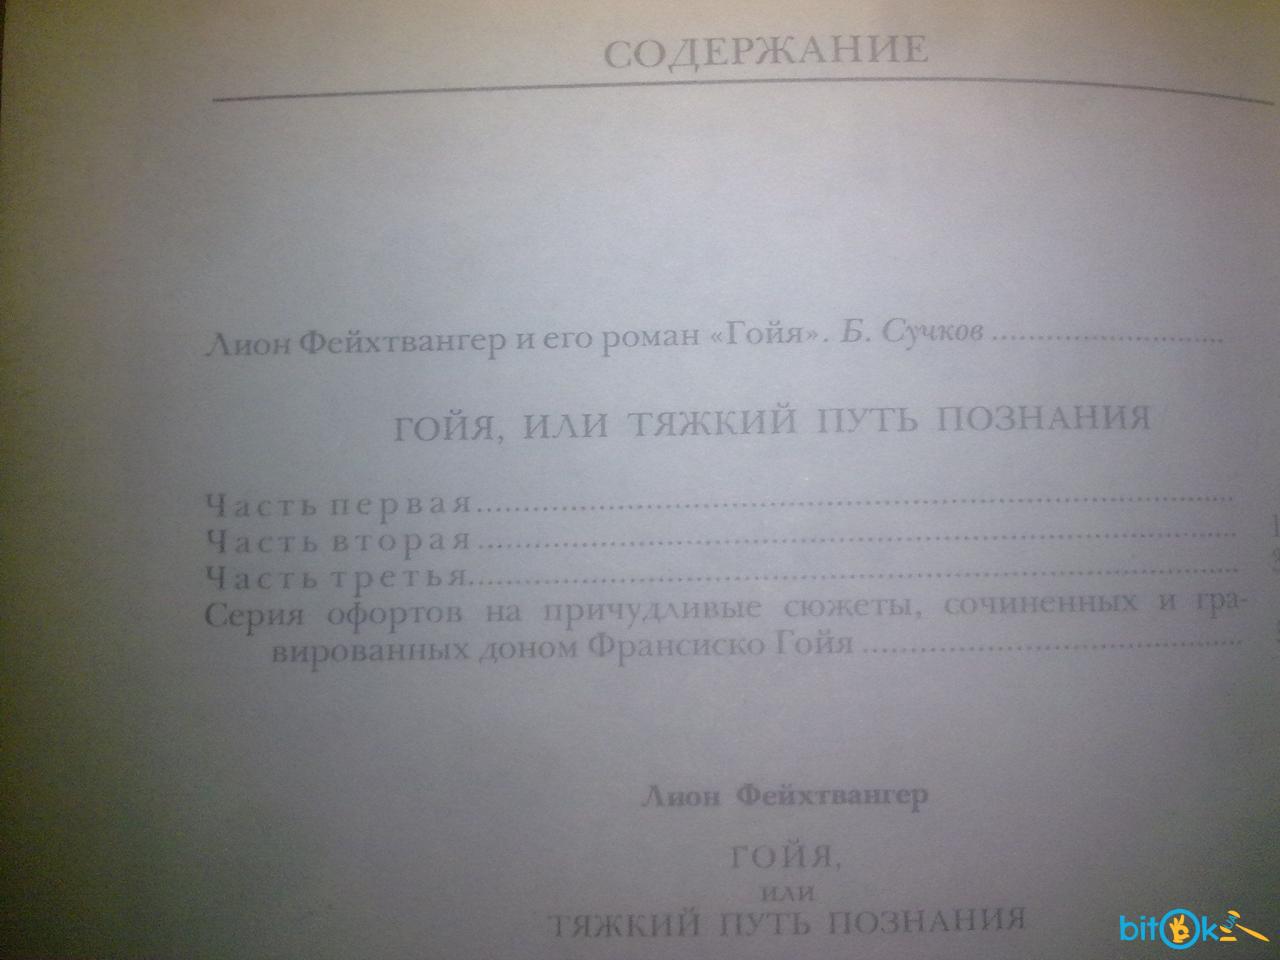 СОДЕРЖАНИЕ
Лион Фейхтвангер и его роман «Гойя». Б. Сучков ..........................
ГОЙЯ, ИЛИ ТЯЖКИЙ ПУТЬ ПОЗНАНИЯ
Часть первая..........................
Часть вторая..........................
Часть третья..........................
Серия офортов на причудливые сюжеты, сочиненных и гра-
вированных доном Франсиско Гойя ..........................
Лион Фейхтвангер
ГОЙЯ,
ИЛИ
ТЯЖКИЙ ПУТЬ ПОЗНАНИЯ
bitOk